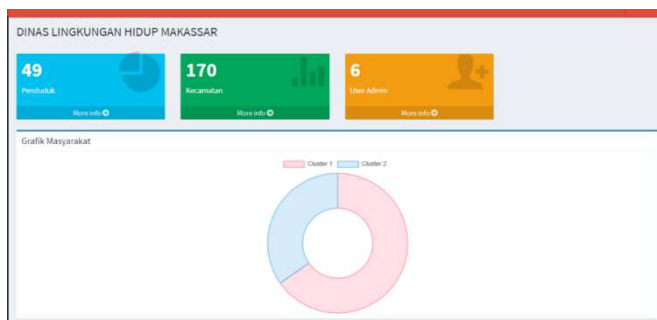 DINAS LINGKUNGAN HIDUP MAKASSAR
49
Penduduk
More info
170
Kecamatan
More info
6
User Admin
More info
Grafik Masyarakat
Cluster 1 Cluster 2